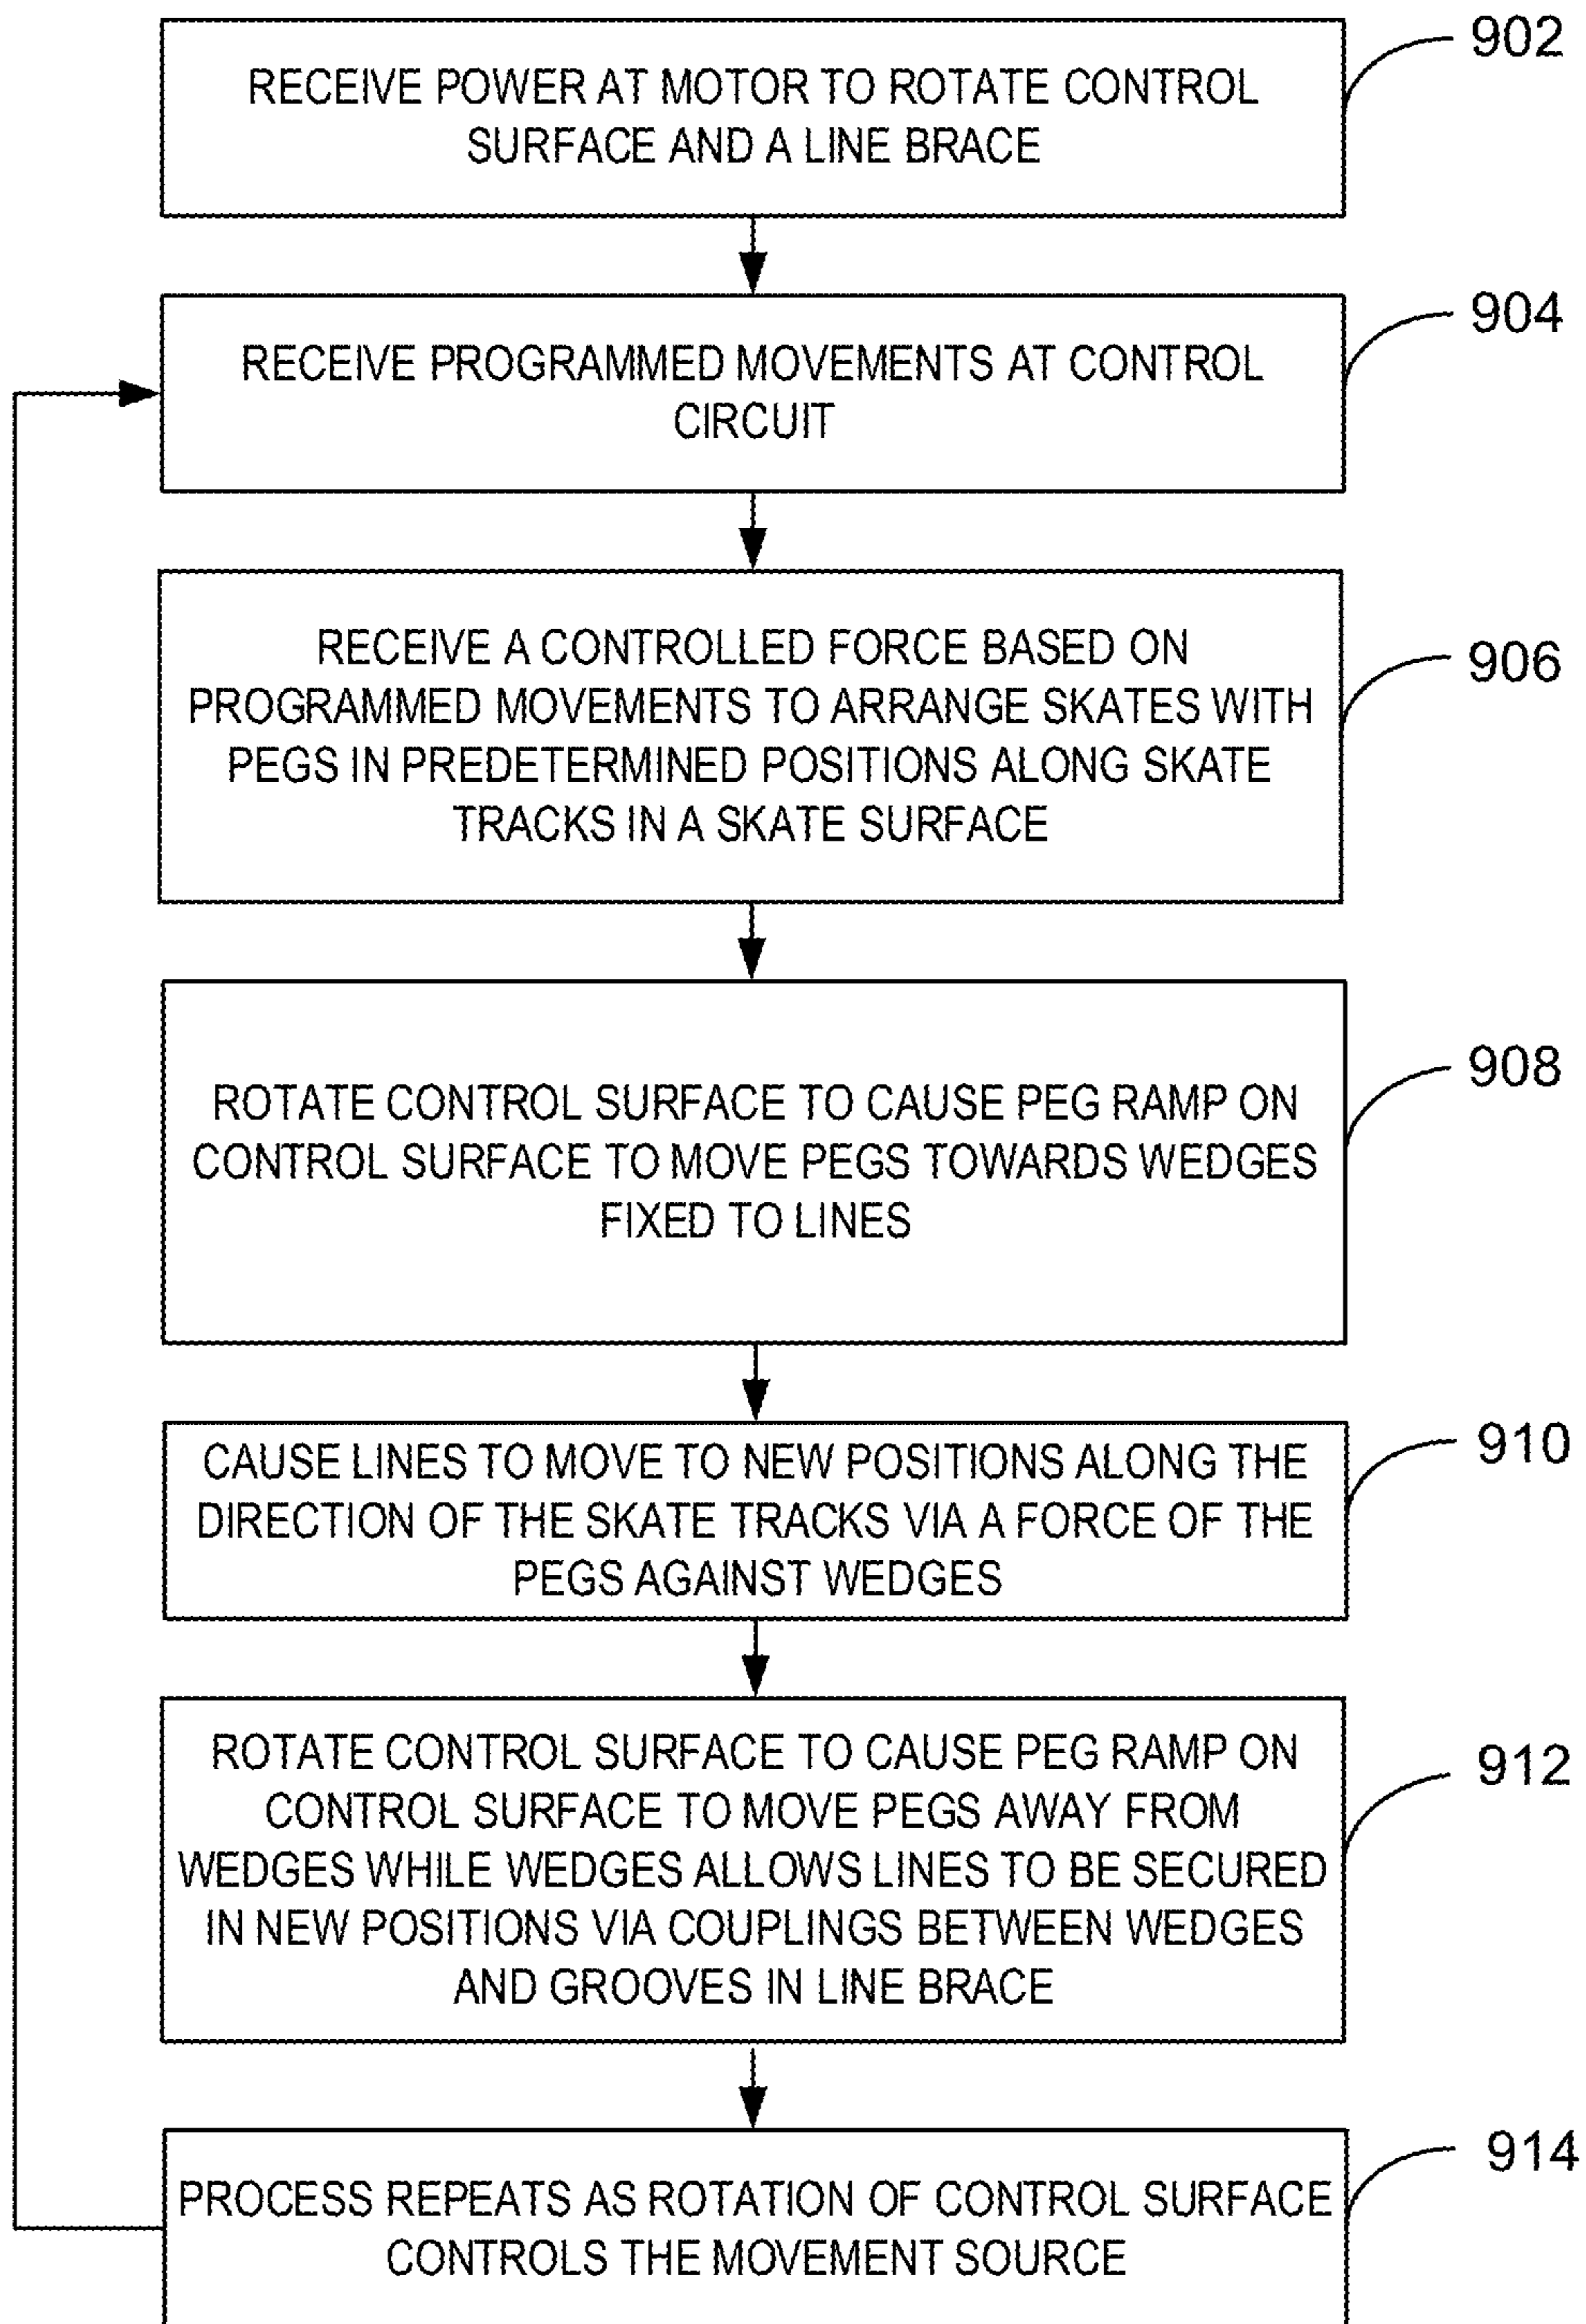 RECEIVE POWER AT MOTOR TO ROTATE CONTROL
SURFACE AND A LINE BRACE
902
RECEIVE PROGRAMMED MOVEMENTS AT CONTROL
CIRCUIT
904
RECEIVE A CONTROLLED FORCE BASED ON
PROGRAMMED MOVEMENTS TO ARRANGE SKATES WITH
PEGS IN PREDETERMINED POSITIONS ALONG SKATE
TRACKS IN A SKATE SURFACE
906
ROTATE CONTROL SURFACE TO CAUSE PEG RAMP ON
CONTROL SURFACE TO MOVE PEGS TOWARDS WEDGES
FIXED TO LINES
908
CAUSE LINES TO MOVE TO NEW POSITIONS ALONG THE
DIRECTION OF THE SKATE TRACKS VIA A FORCE OF THE
PEGS AGAINST WEDGES
910
ROTATE CONTROL SURFACE TO CAUSE PEG RAMP ON
CONTROL SURFACE TO MOVE PEGS AWAY FROM
WEDGES WHILE WEDGES ALLOWS LINES TO BE SECURED
IN NEW POSITIONS VIA COUPLINGS BETWEEN WEDGES
AND GROOVES IN LINE BRACE
912
PROCESS REPEATS AS ROTATION OF CONTROL SURFACE
CONTROLS THE MOVEMENT SOURCE
914